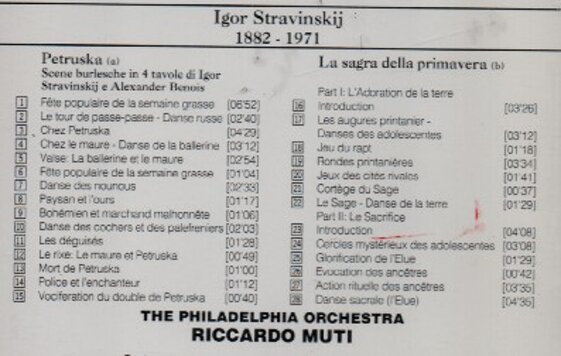 Igor Stravinskij
1882 - 1971
Petruska (a)
Scene burlesche in 4 tavole di Igor
Stravinskij e Alexander Benois
1 Fête populaire de la semaine grasse [06'52]
2 Le tour de passe-passe - Danse russe [02'40]
3 Chez Petruska [04'29]
4 Chez le maure - Danse de la ballerine [03'12]
5 Valse: La ballerine et le maure [02'54]
6 Fête populaire de la semaine grasse [01'04]
7 Danse des nounous [02'33]
8 Paysan et l'ours [01'17]
9 Bohémien et marchand malhonnête [01'06]
10 Danse des cochers et des palefreniers [02'03]
11 Les déguisés [01'28]
12 Le rixe: Le maure et Petruska [00'49]
13 Mort de Petruska [01'00]
14 Police et l'enchanteur [01'12]
15 Vociferation du double de Petruska [00'40]
La sagra della primavera (b)
Part I: L'Adoration de la terre
16 Introduction [03'26]
17 Les augures printanier -
Danses des adolescentes [03'12]
18 Jeu du rapt [01'18]
19 Rondes printanières [03'34]
20 Jeux des cités rivales [01'41]
21 Cortège du Sage [00'37]
22 Le Sage - Danse de la terre [01'29]
Part II: Le Sacrifice
23 Introduction [04'08]
24 Cercles mystérieux des adolescentes [03'08]
25 Glorification de l'Elue [01'29]
26 Evocation des ancêtres [00'42]
27 Action rituelle des ancêtres [03'35]
28 Danse sacrale (l'Elue) [04'35]
THE PHILADELPHIA ORCHESTRA
RICCARDO MUTI